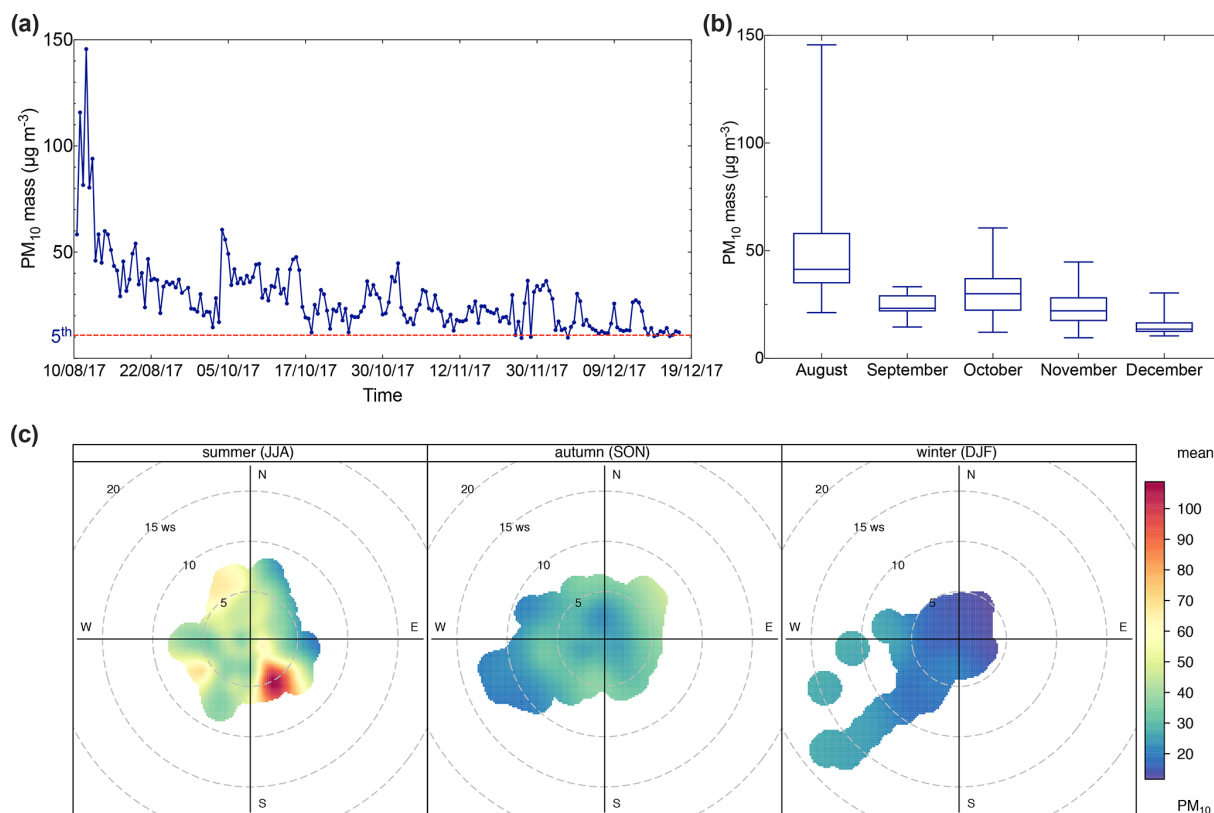 (a)
150
100
50
5th
PM10 mass (µg m-3)
10/08/17 22/08/17 05/10/17 17/10/17 30/10/17 12/11/17 30/11/17 09/12/17 19/12/17
Time
(b)
150
100
50
0
PM10 mass (µg m-3)
August September October November December
(c)
summer (JJA)
N
20
15 ws
10
5
W
E
S
autumn (SON)
N
20
15 ws
10
5
W
E
S
winter (DJF)
N
20
15 ws
10
5
W
E
S
mean
100
90
80
70
60
50
40
30
20
PM10